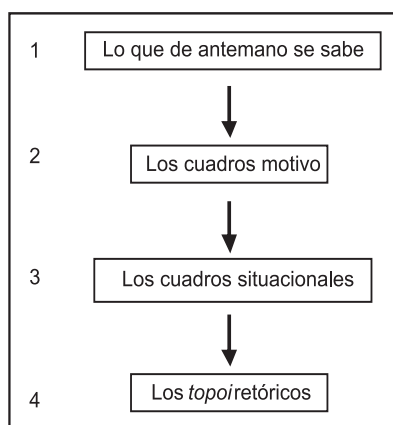 1 Lo que de antemano se sabe
2 Los cuadros motivo
3 Los cuadros situacionales
4 Los topoi retóricos